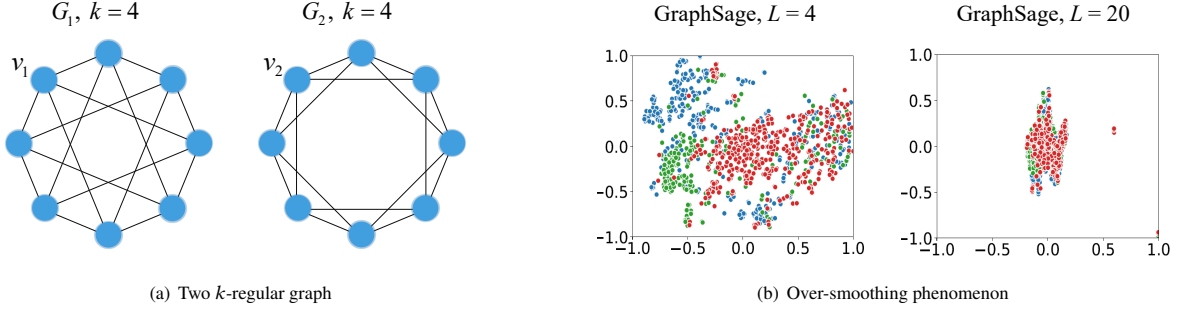 G₁, k = 4
v₁
G₂, k = 4
v₂
(a) Two k-regular graph
GraphSage, L = 4
1.0
0.5
0.0
−0.5
−1.0
−1.0 −0.5 0.0 0.5 1.0
GraphSage, L = 20
1.0
0.5
0.0
−0.5
−1.0
−1.0 −0.5 0.0 0.5 1.0
(b) Over-smoothing phenomenon